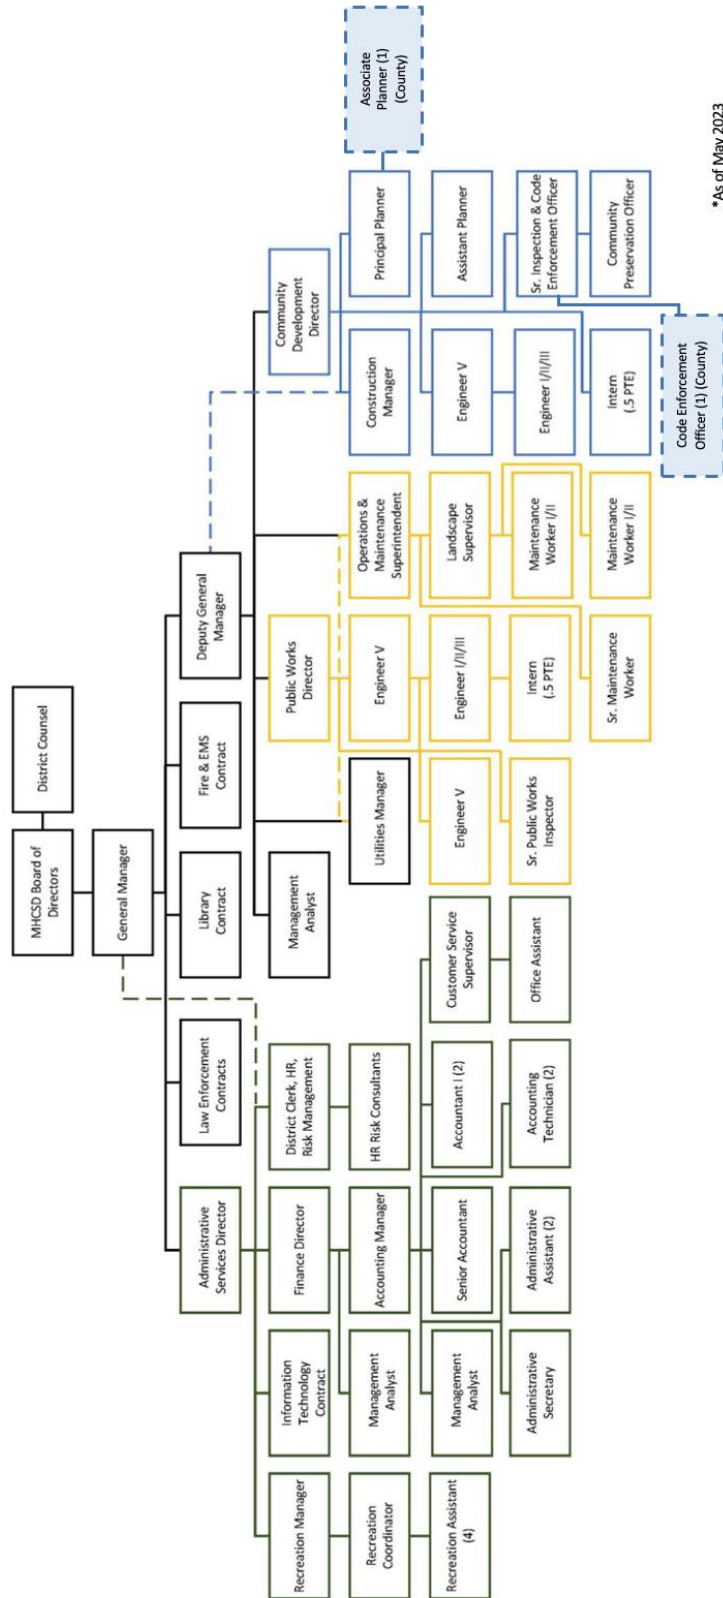 MHCSD Board of
Directors
District Counsel
General Manager
Administrative
Services Director
Law Enforcement
Contracts
Library
Contract
Fire & EMS
Contract
Deputy General
Manager
Recreation Manager
Information
Technology
Contract
Finance Director
District Clerk, HR,
Risk Management
Management
Analyst
Public Works
Director
Community
Development
Director
Recreation
Coordinator
Management
Analyst
Accounting Manager
HR Risk Consultants
Utilities Manager
Engineer V
Operations &
Maintenance
Superintendent
Construction
Manager
Principal Planner
Associate
Planner (1)
(County)
Recreation Assistant
(4)
Management
Analyst
Senior Accountant
Accountant I (2)
Customer Service
Supervisor
Engineer V
Engineer I/II/III
Landscape
Supervisor
Engineer V
Assistant Planner
Administrative
Secretary
Administrative
Assistant (2)
Accounting
Technician (2)
Office Assistant
Sr. Public Works
Inspector
Intern
(.5 PTE)
Maintenance
Worker I/II
Engineer I/II/III
Sr. Inspection & Code
Enforcement Officer
Sr. Maintenance
Worker
Maintenance
Worker I/II
Intern
(.5 PTE)
Community
Preservation Officer
Code Enforcement
Officer (1) (County)
*As of May 2023